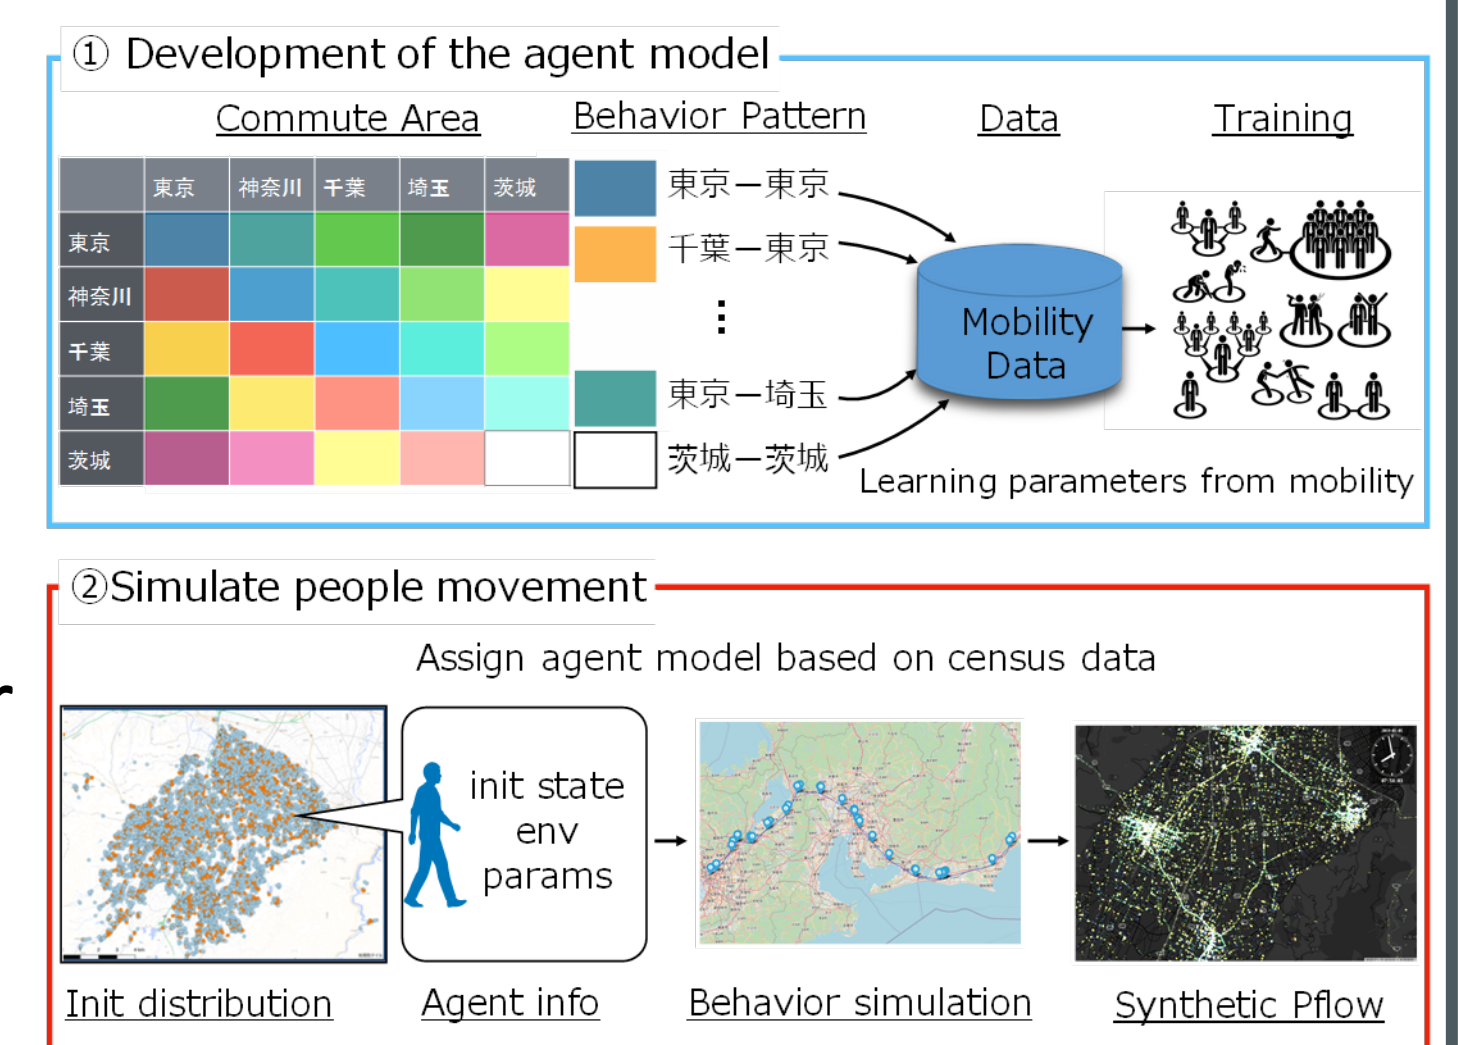 ① Development of the agent model
Commute Area
Behavior Pattern
Data
Training
東京 神奈川 千葉 埼玉 茨城
東京
神奈川
千葉
埼玉
茨城
東京ー東京
千葉ー東京
⋮
東京ー埼玉
茨城ー茨城
Mobility
Data
Learning parameters from mobility
②Simulate people movement
r
Assign agent model based on census data
init state
env
params
Init distribution
Agent info
Behavior simulation
Synthetic Pflow